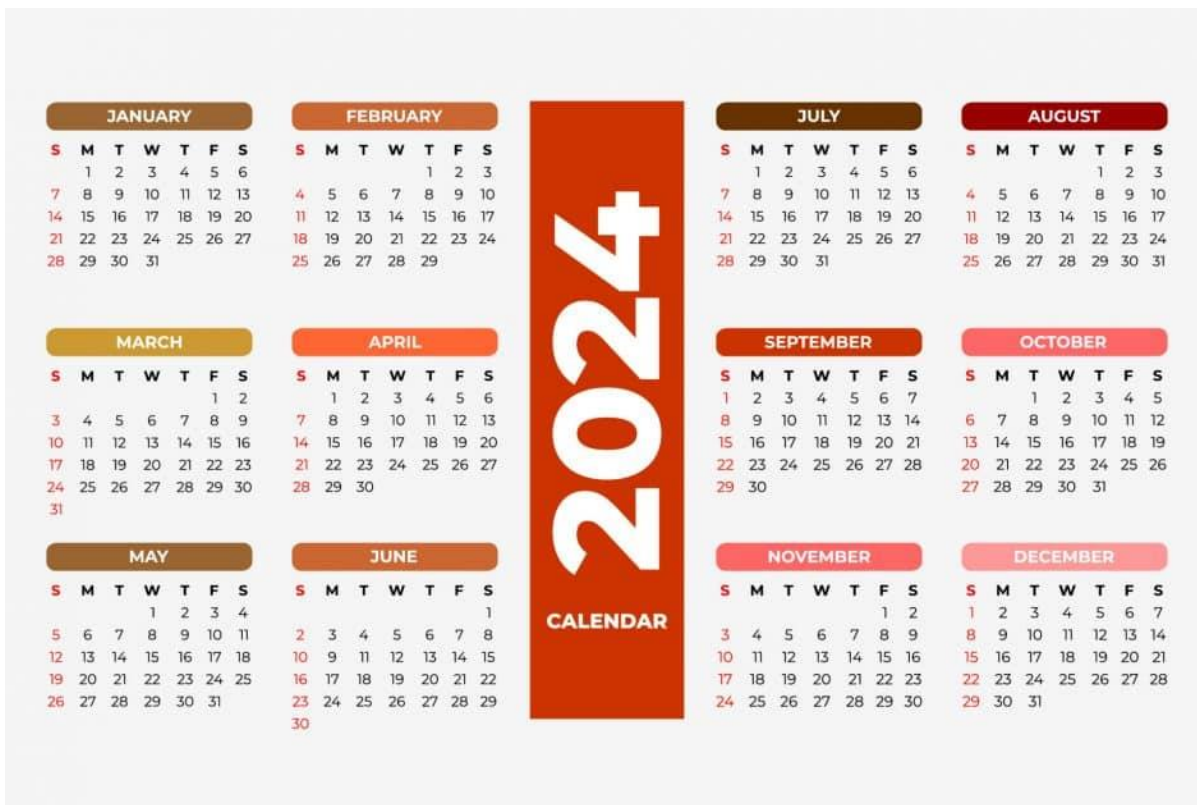 JANUARY
S M T W T F S
1 2 3 4 5 6
7 8 9 10 11 12 13
14 15 16 17 18 19 20
21 22 23 24 25 26 27
28 29 30 31
FEBRUARY
S M T W T F S
1 2 3
4 5 6 7 8 9 10
11 12 13 14 15 16 17
18 19 20 21 22 23 24
25 26 27 28 29
MARCH
S M T W T F S
1 2
3 4 5 6 7 8 9
10 11 12 13 14 15 16
17 18 19 20 21 22 23
24 25 26 27 28 29 30
31
APRIL
S M T W T F S
1 2 3 4 5 6
7 8 9 10 11 12 13
14 15 16 17 18 19 20
21 22 23 24 25 26 27
28 29 30
MAY
S M T W T F S
1 2 3 4
5 6 7 8 9 10 11
12 13 14 15 16 17 18
19 20 21 22 23 24 25
26 27 28 29 30 31
JUNE
S M T W T F S
1
2 3 4 5 6 7 8
10 9 11 12 13 14 15
16 17 18 19 20 21 22
23 24 25 26 27 28 29
30
2024
CALENDAR
JULY
S M T W T F S
1 2 3 4 5 6
7 8 9 10 11 12 13
14 15 16 17 18 19 20
21 22 23 24 25 26 27
28 29 30 31
AUGUST
S M T W T F S
1 2 3
4 5 6 7 8 9 10
11 12 13 14 15 16 17
18 19 20 21 22 23 24
25 26 27 28 29 30 31
SEPTEMBER
S M T W T F S
1 2 3 4 5 6 7
8 9 10 11 12 13 14
15 16 17 18 19 20 21
22 23 24 25 26 27 28
29 30
OCTOBER
S M T W T F S
1 2 3 4 5
6 7 8 9 10 11 12
13 14 15 16 17 18 19
20 21 22 23 24 25 26
27 28 29 30 31
NOVEMBER
S M T W T F S
1 2
3 4 5 6 7 8 9
10 11 12 13 14 15 16
17 18 19 20 21 22 23
24 25 26 27 28 29 30
DECEMBER
S M T W T F S
1 2 3 4 5 6 7
8 9 10 11 12 13 14
15 16 17 18 19 20 21
22 23 24 25 26 27 28
29 30 31